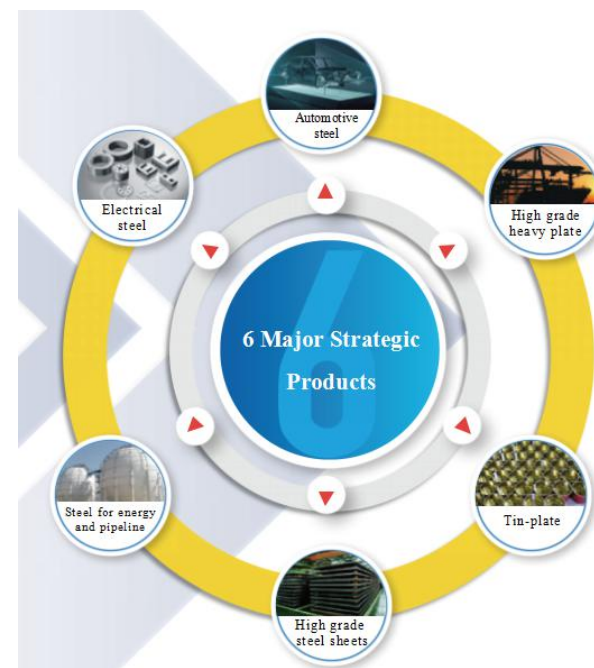 Automotive
steel
Electrical
steel
High grade
heavy plate
6
6 Major Strategic
Products
Steel for energy
and pipeline
Tin-plate
High grade
steel sheets